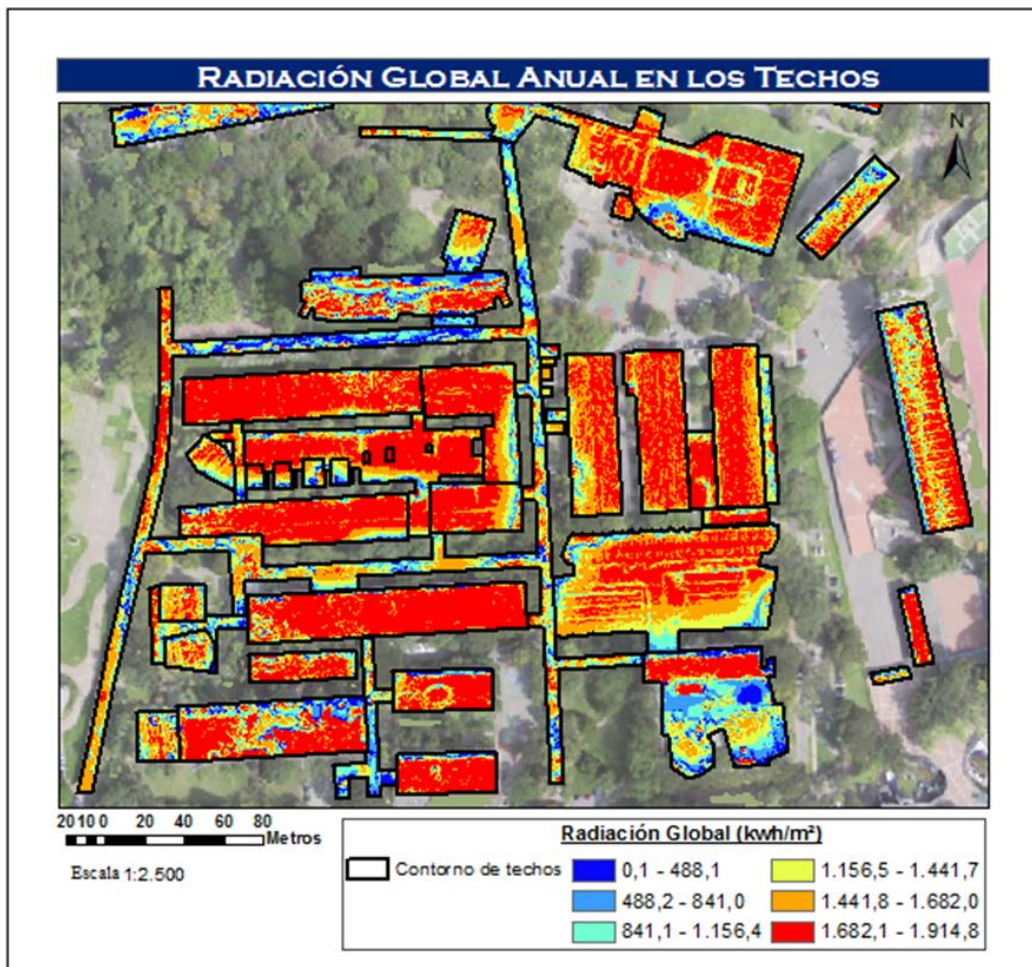 RADIACIÓN GLOBAL ANUAL EN LOS TECHOS
N
20 10 0 20 40 60 80
Metros
Escala 1:2.500
Radiación Global (kwh/m²)
Contorno de techos
0,1 - 488,1
488,2 - 841,0
841,1 - 1.156,4
1.156,5 - 1.441,7
1.441,8 - 1.682,0
1.682,1 - 1.914,8